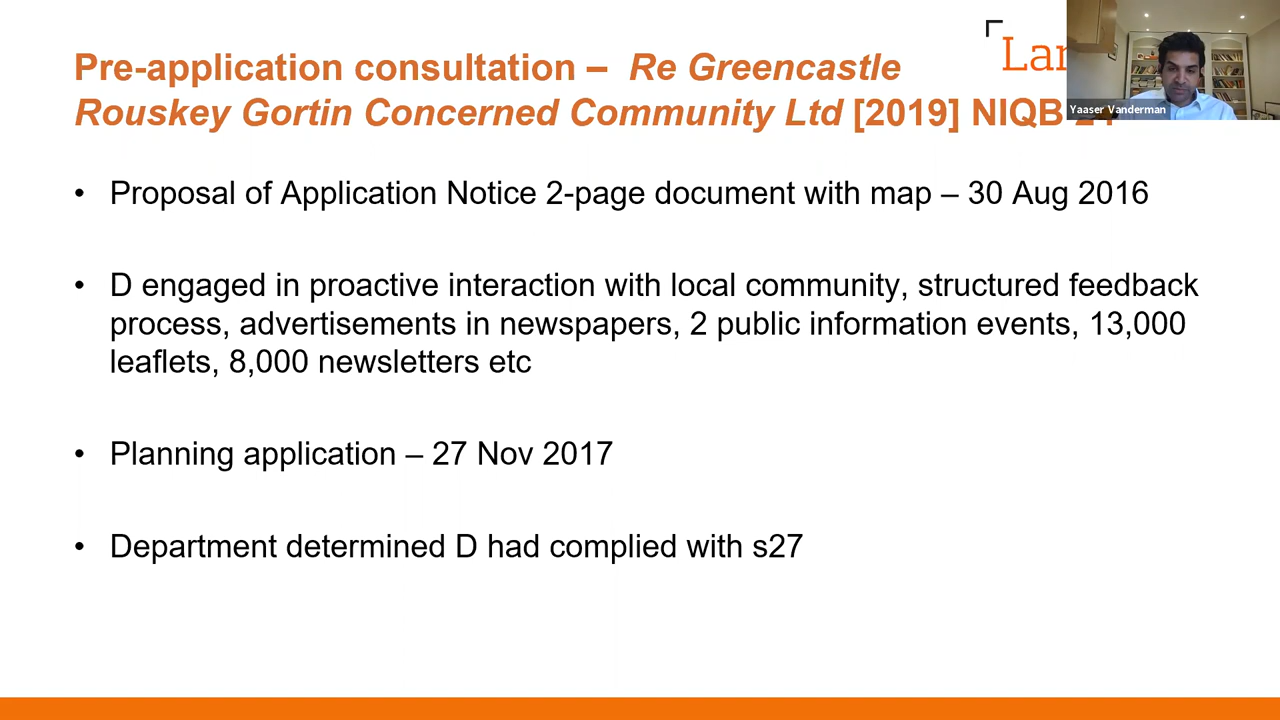 Pre-application consultation – Re Greencastle
Rouskey Gortin Concerned Community Ltd [2019] NIQB
Lan
Yaaser Vanderman
• Proposal of Application Notice 2-page document with map – 30 Aug 2016
• D engaged in proactive interaction with local community, structured feedback
process, advertisements in newspapers, 2 public information events, 13,000
leaflets, 8,000 newsletters etc
• Planning application – 27 Nov 2017
• Department determined D had complied with s27